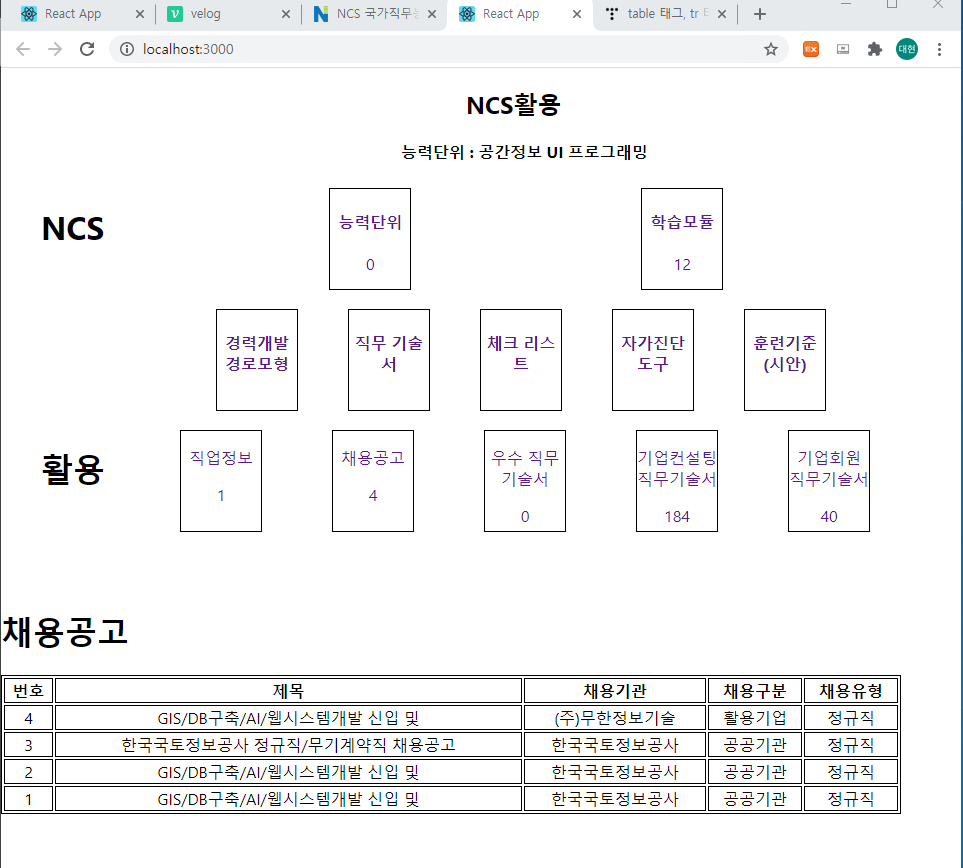 React App
velog
NCS 국가직무능
React App
table 태그, tr
localhost:3000
대현
NCS활용
능력단위 : 공간정보 UI 프로그래밍
NCS
능력단위
0
학습모듈
12
경력개발
경로모형
직무 기술
서
체크 리스
트
자가진단
도구
훈련기준
(시안)
활용
직업정보
1
채용공고
4
우수 직무
기술서
0
기업컨설팅
직무기술서
184
기업회원
직무기술서
40
채용공고
번호 제목 채용기관 채용구분 채용유형
4 GIS/DB구축/AI/웹시스템개발 신입 및 (주)무한정보기술 활용기업 정규직
3 한국국토정보공사 정규직/무기계약직 채용공고 한국국토정보공사 공공기관 정규직
2 GIS/DB구축/AI/웹시스템개발 신입 및 한국국토정보공사 공공기관 정규직
1 GIS/DB구축/AI/웹시스템개발 신입 및 한국국토정보공사 공공기관 정규직